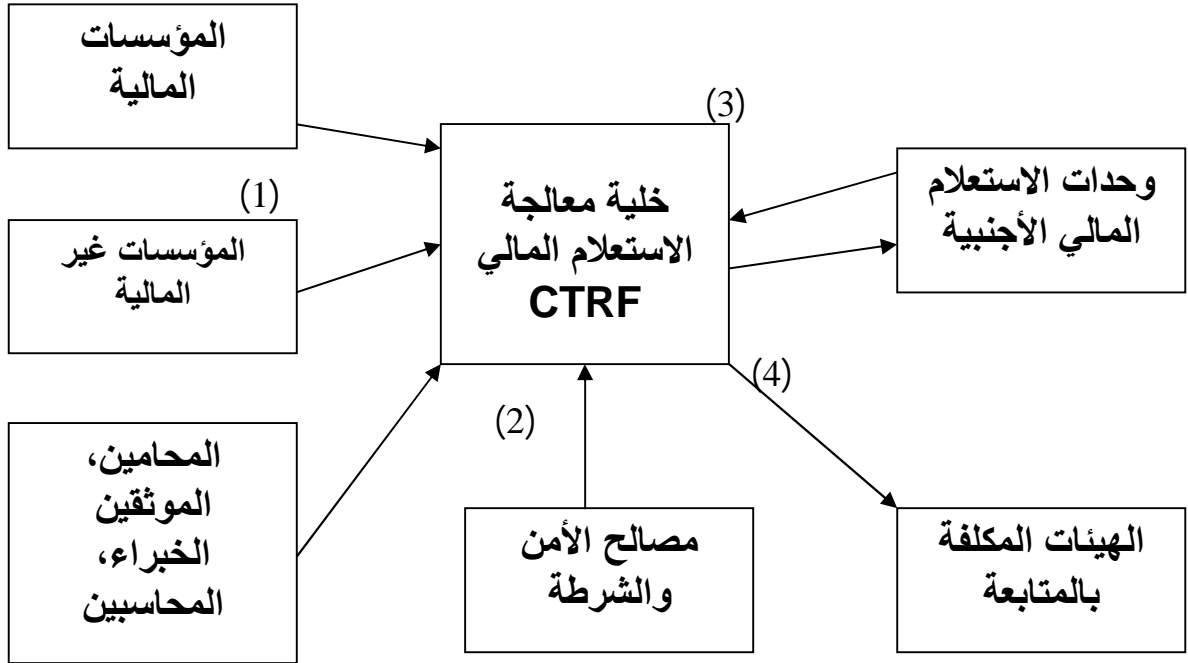 المؤسسات
المالية
(1)
المؤسسات غير
المالية
المحامين،
الموثقين
الخبراء،
المحاسبين
(3)
خلية معالجة
الاستعلام المالي
CTRF
(2)
مصالح الأمن
والشرطة
وحدات الاستعلام
المالي الأجنبية
(4)
الهيئات المكلفة
بالمتابعة